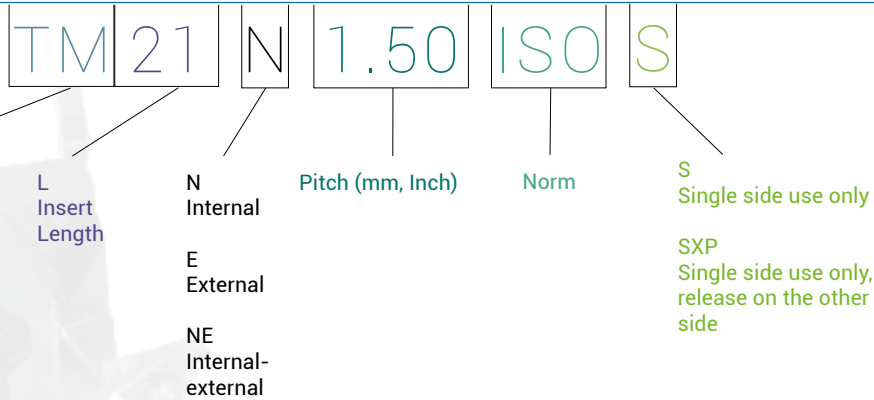 TM 21 N 1.50 ISO S
L
Insert
Length
N
Internal
E
External
NE
Internal-
external
Pitch (mm, Inch)
Norm
S
Single side use only
SXP
Single side use only,
release on the other
side